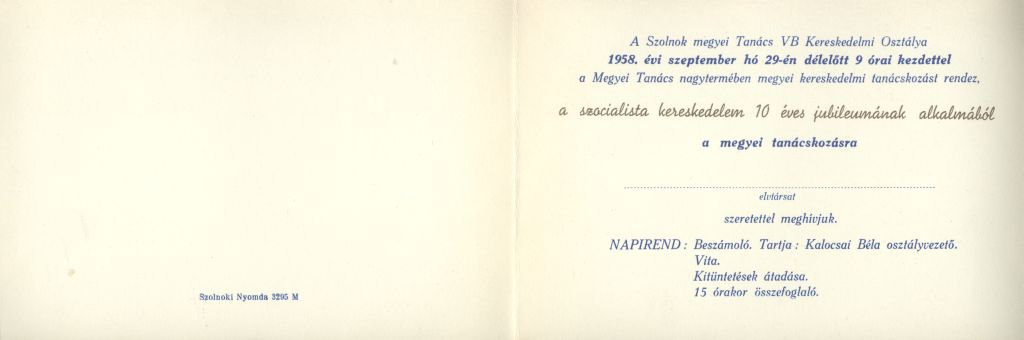 Szolnoki Nyomda 3295 M
A Szolnok megyei Tanács VB Kereskedelmi Osztálya
1958. évi szeptember hó 29-én délelőtt 9 órai kezdettel
a Megyei Tanács nagytermében megyei kereskedelmi tanácskozást rendez,
a szocialista kereskedelem 10 éves jubileumának alkalmából
a megyei tanácskozásra
elvtársat
szeretettel meghívjuk.
NAPIREND: Beszámoló. Tartja: Kalocsai Béla osztályvezető.
Vita.
Kitüntetések átadása.
15 órakor összefoglaló.